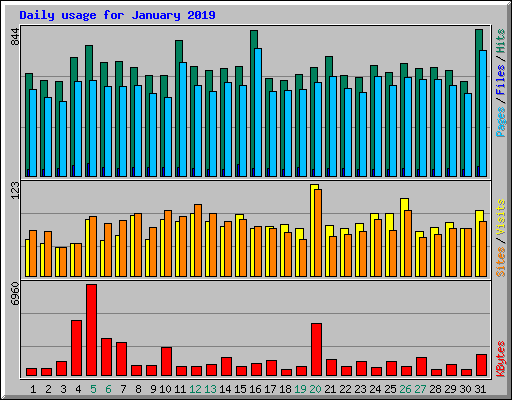 Daily usage for January 2019
844
Pages / Files / Hits
123
Sites / Visits
6960
KBytes
1 2 3 4 5 6 7 8 9 10 11 12 13 14 15 16 17 18 19 20 21 22 23 24 25 26 27 28 29 30 31